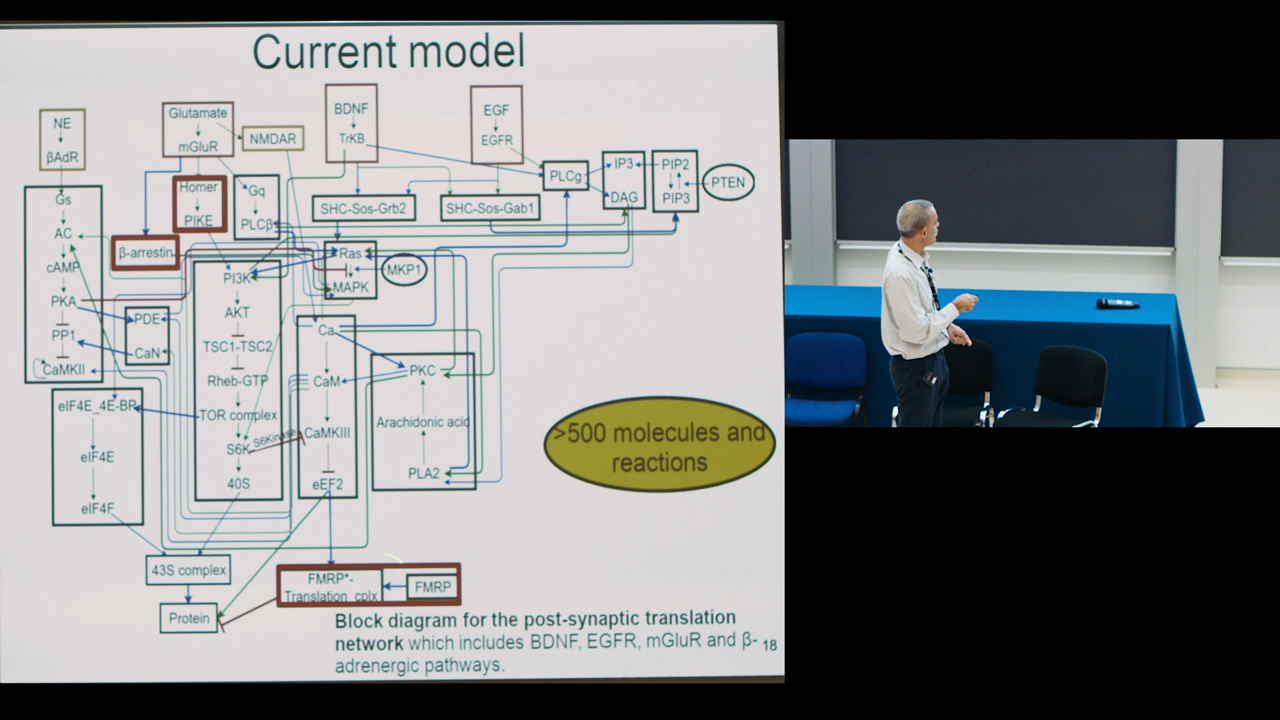 Current model
NE
βAdR
Glutamate
mGluR
NMDAR
BDNF
TrKB
EGF
EGFR
PLCg
IP3
DAG
PIP2
PIP3
PTEN
Gs
AC
cAMP
PKA
PP1
CaMKII
Homer
PIKE
Gq
PLCβ
β-arrestin
SHC-Sos-Grb2
SHC-Sos-Gab1
Ras
MAPK
MKP1
PDE
CaN
PI3K
AKT
TSC1-TSC2
Rheb-GTP
TOR complex
S6K
S6Kinase
40S
Ca
CaM
CaMKIII
eEF2
PKC
Arachidonic acid
PLA2
eIF4E_4E-BP
eIF4E
eIF4F
>500 molecules and
reactions
43S complex
Protein
FMRP*-
Translation_cplx
FMRP
Block diagram for the post-synaptic translation
network which includes BDNF, EGFR, mGluR and β-
adrenergic pathways.
18